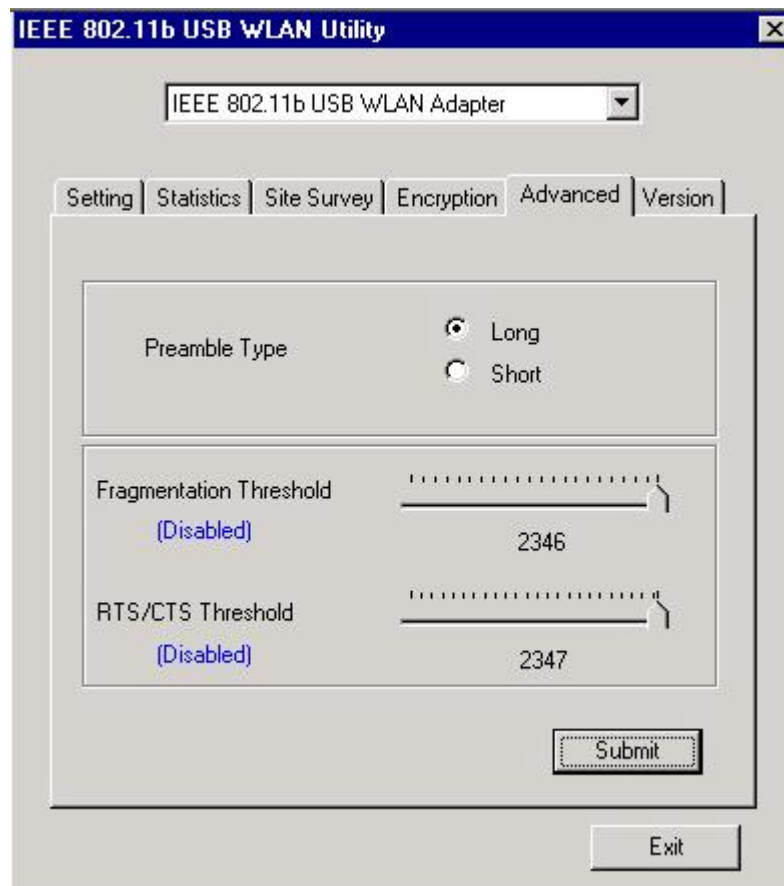 IEEE 802.11b USB WLAN Utility
IEEE 802.11b USB WLAN Adapter
Setting Statistics Site Survey Encryption Advanced Version
Preamble Type
Long
Short
Fragmentation Threshold
(Disabled)
2346
RTS/CTS Threshold
(Disabled)
2347
Submit
Exit